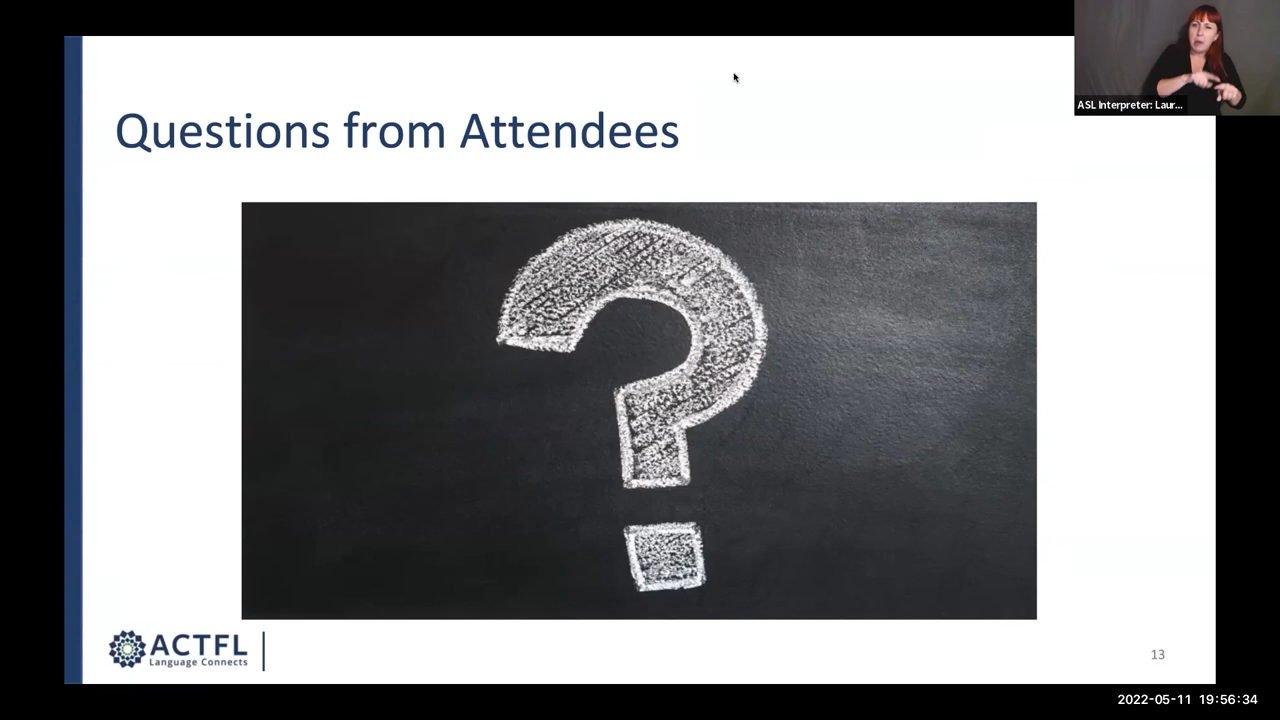 ASL Interpreter: Laur...
Questions from Attendees
?
ACTFL
Language Connects
13
2022-05-11 19:56:34